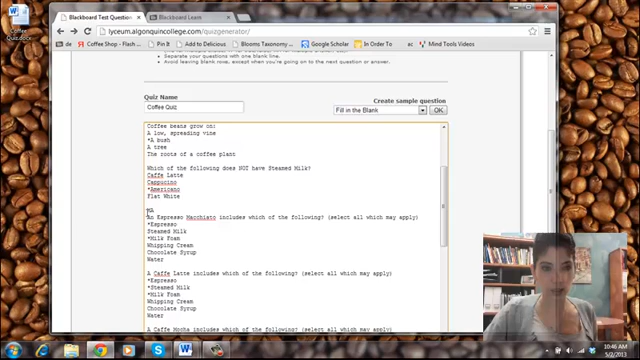 Blackboard Test Question
Blackboard Learn
lyceum.algonquincollege.com/quizgenerator/
de
Coffee Shop - Flash ...
Pin It
Add to Delicious
Blooms Taxonomy
Google Scholar
In Order To
Mind Tools Videos
Coffee Quiz.docx
Separate your questions with a blank line.
Avoid leaving blank rows, except when you're going to the next question or answer.
Quiz Name
Coffee Quiz
Create sample question
Fill in the Blank
OK
Coffee beans grow on:
A low, spreading vine
*A bush
A tree
The roots of a coffee plant
Which of the following does NOT have Steamed Milk?
Caffe Latte
Cappucino
*Americano
Flat White
MA
An Espresso Macchiato includes which of the following? (select all which may apply)
*Espresso
Steamed Milk
*Milk Foam
Whipping Cream
Chocolate Syrup
Water
A Caffe Latte includes which of the following? (select all which may apply)
*Espresso
*Steamed Milk
*Milk Foam
Whipping Cream
Chocolate Syrup
Water
A Caffe Mocha includes which of the following? (select all which may apply)
10:46 AM
5/2/2013